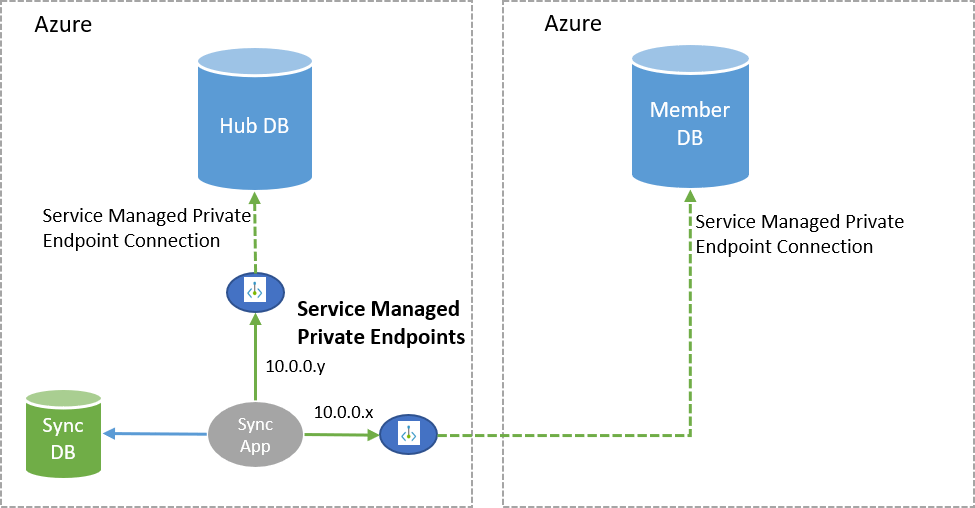 Azure
Hub DB
Service Managed Private
Endpoint Connection
Service Managed
Private Endpoints
10.0.0.y
10.0.0.x
Sync
App
Sync
DB
Azure
Member
DB
Service Managed Private
Endpoint Connection